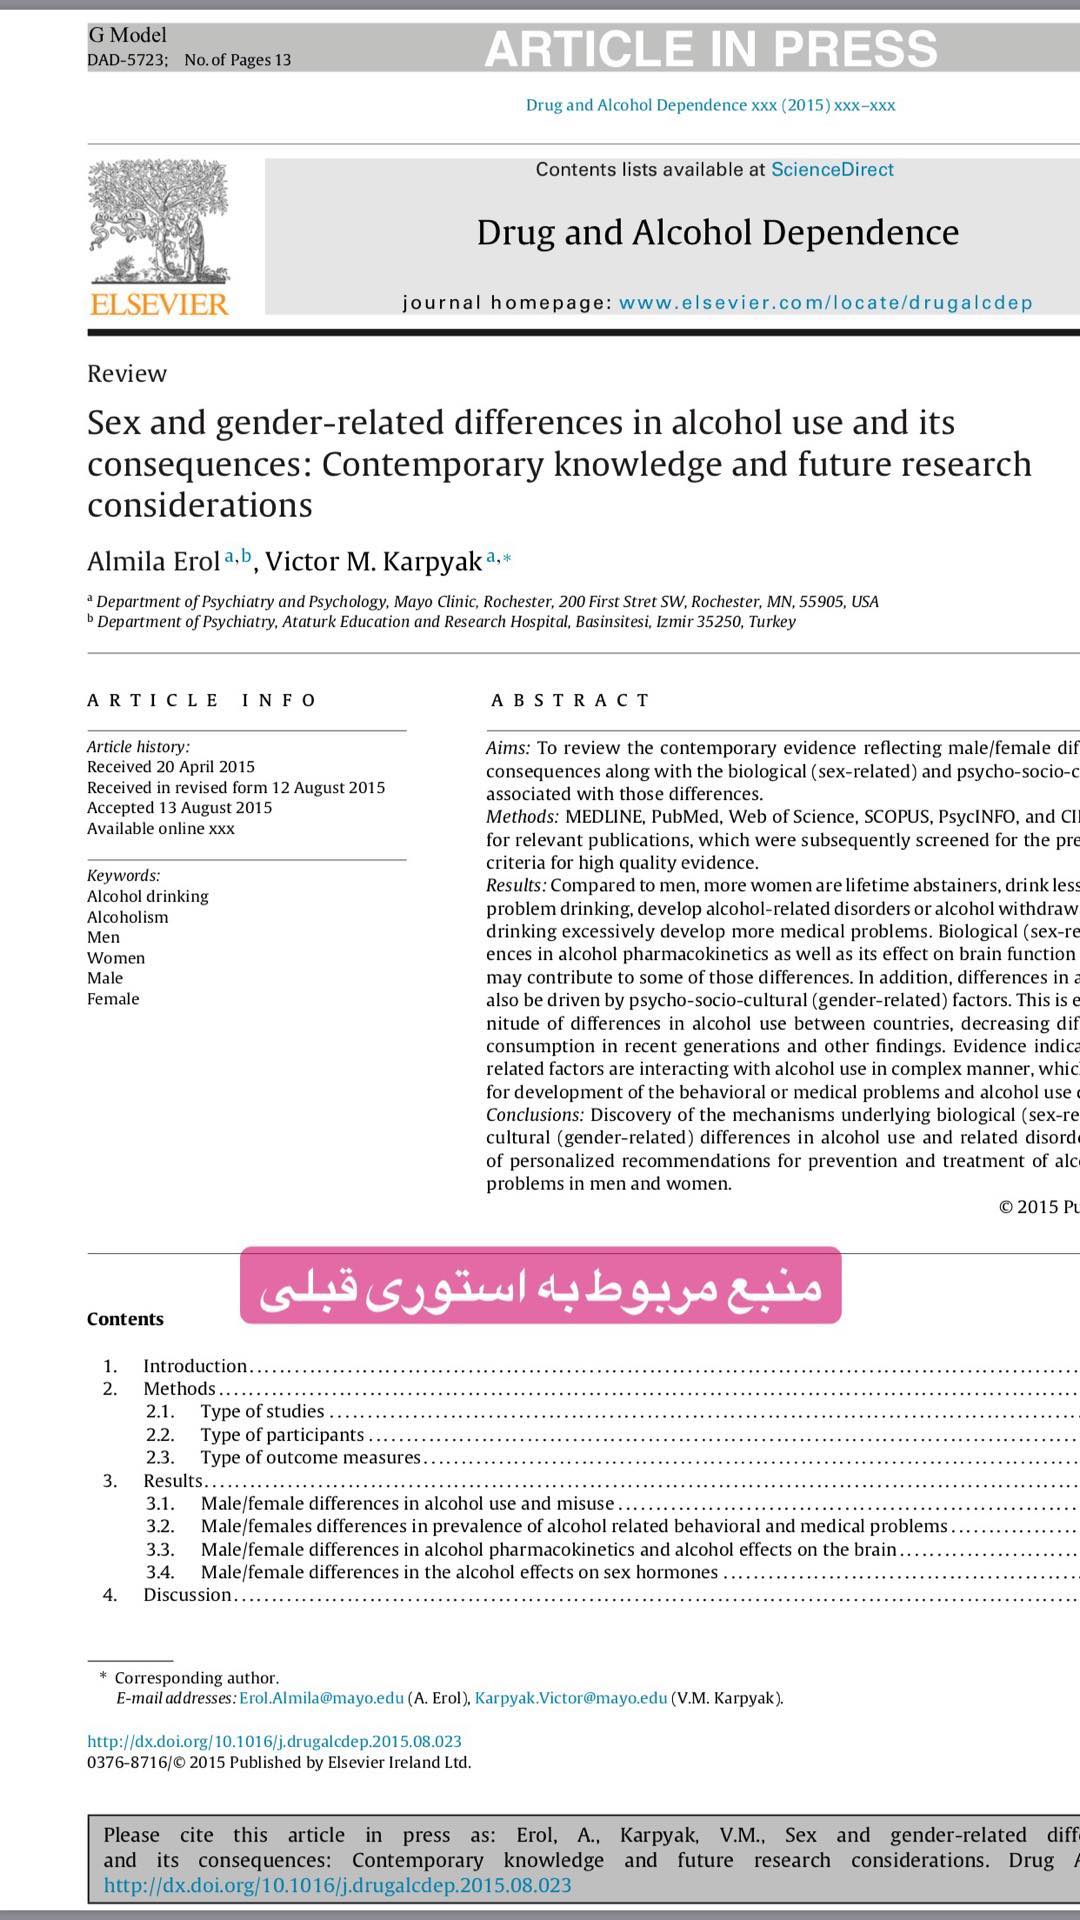 G Model
DAD-5723; No. of Pages 13
ARTICLE IN PRESS
Drug and Alcohol Dependence xxx (2015) xxx–xxx
Contents lists available at ScienceDirect
Drug and Alcohol Dependence
journal homepage: www.elsevier.com/locate/drugalcdep
ELSEVIER
Review
Sex and gender-related differences in alcohol use and its
consequences: Contemporary knowledge and future research
considerations
Almila Erol a,b, Victor M. Karpyak a,*
a Department of Psychiatry and Psychology, Mayo Clinic, Rochester, 200 First Stret SW, Rochester, MN, 55905, USA
b Department of Psychiatry, Ataturk Education and Research Hospital, Basinsitesi, Izmir 35250, Turkey
ARTICLE INFO
Article history:
Received 20 April 2015
Received in revised form 12 August 2015
Accepted 13 August 2015
Available online xxx
Keywords:
Alcohol drinking
Alcoholism
Men
Women
Male
Female
ABSTRACT
Aims: To review the contemporary evidence reflecting male/female dif
consequences along with the biological (sex-related) and psycho-socio-c
associated with those differences.
Methods: MEDLINE, PubMed, Web of Science, SCOPUS, PsycINFO, and CI
for relevant publications, which were subsequently screened for the pre
criteria for high quality evidence.
Results: Compared to men, more women are lifetime abstainers, drink less
problem drinking, develop alcohol-related disorders or alcohol withdraw
drinking excessively develop more medical problems. Biological (sex-re
ences in alcohol pharmacokinetics as well as its effect on brain function
may contribute to some of those differences. In addition, differences in a
also be driven by psycho-socio-cultural (gender-related) factors. This is e
nitude of differences in alcohol use between countries, decreasing dif
consumption in recent generations and other findings. Evidence indica
related factors are interacting with alcohol use in complex manner, whic
for development of the behavioral or medical problems and alcohol use
Conclusions: Discovery of the mechanisms underlying biological (sex-re
cultural (gender-related) differences in alcohol use and related disord
of personalized recommendations for prevention and treatment of alc
problems in men and women.
© 2015 Pu
منبع مربوط به استوری قبلی
Contents
1. Introduction
2. Methods
2.1. Type of studies
2.2. Type of participants
2.3. Type of outcome measures
3. Results
3.1. Male/female differences in alcohol use and misuse
3.2. Male/females differences in prevalence of alcohol related behavioral and medical problems
3.3. Male/female differences in alcohol pharmacokinetics and alcohol effects on the brain
3.4. Male/female differences in the alcohol effects on sex hormones
4. Discussion
* Corresponding author.
E-mail addresses: Erol.Almila@mayo.edu (A. Erol), Karpyak.Victor@mayo.edu (V.M. Karpyak).
http://dx.doi.org/10.1016/j.drugalcdep.2015.08.023
0376-8716/© 2015 Published by Elsevier Ireland Ltd.
Please cite this article in press as: Erol, A., Karpyak, V.M., Sex and gender-related diff
and its consequences: Contemporary knowledge and future research considerations. Drug A
http://dx.doi.org/10.1016/j.drugalcdep.2015.08.023